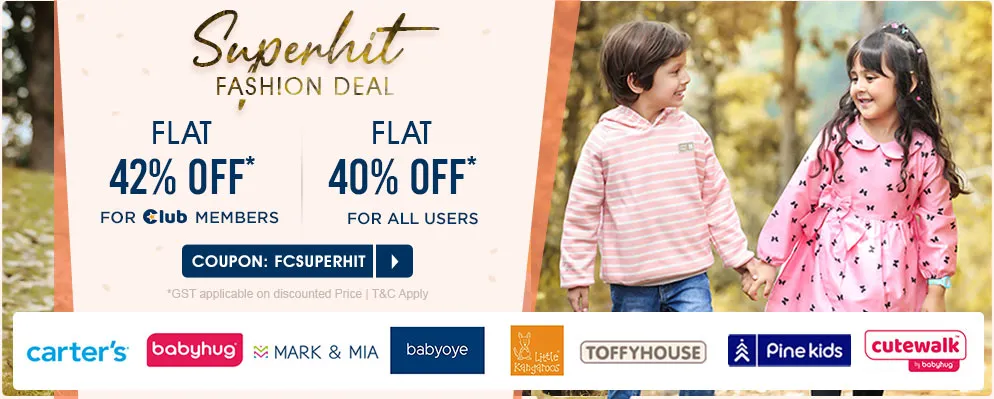 Superhit
FASHION DEAL
FLAT
42% OFF*
FOR Club MEMBERS
FLAT
40% OFF*
FOR ALL USERS
COUPON: FCSUPERHIT
*GST applicable on discounted Price | T&C Apply
carter's
babyhug
MARK & MIA
babyoye
Little
Kangaroos
TOFFYHOUSE
Pine kids
cutewalk
by babyhug